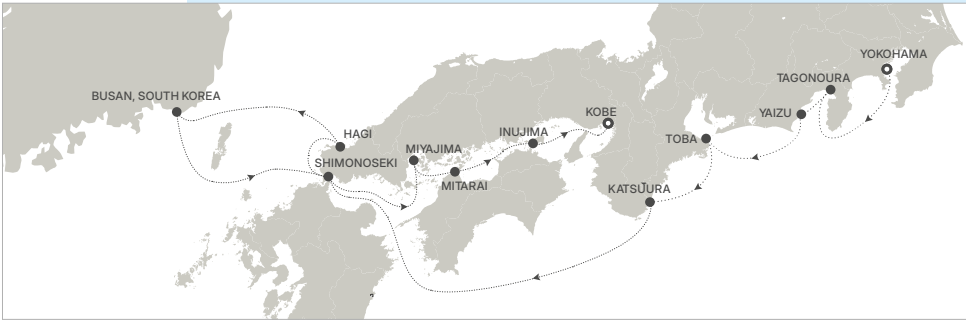 YOKOHAMA
TAGONOURA
BUSAN, SOUTH KOREA
KOBE
YAIZU
HAGI
INUJIMA
TOBA
MIYAJIMA
SHIMONOSEKI
MITARAI
KATSUURA